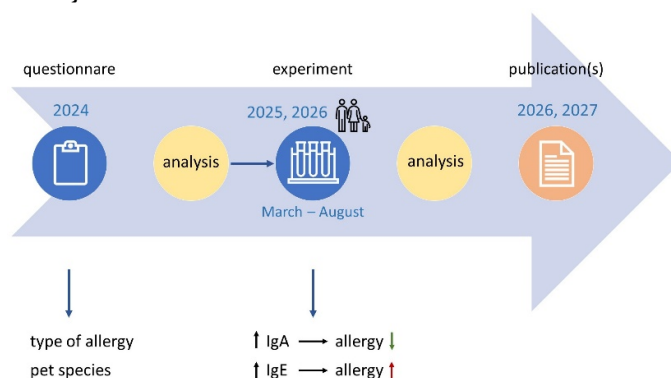 questionnare
experiment
publication(s)
2024
2025, 2026
2026, 2027
analysis
analysis
March – August
type of allergy
pet species
↑ IgA → allergy ↓
↑ IgE → allergy ↑